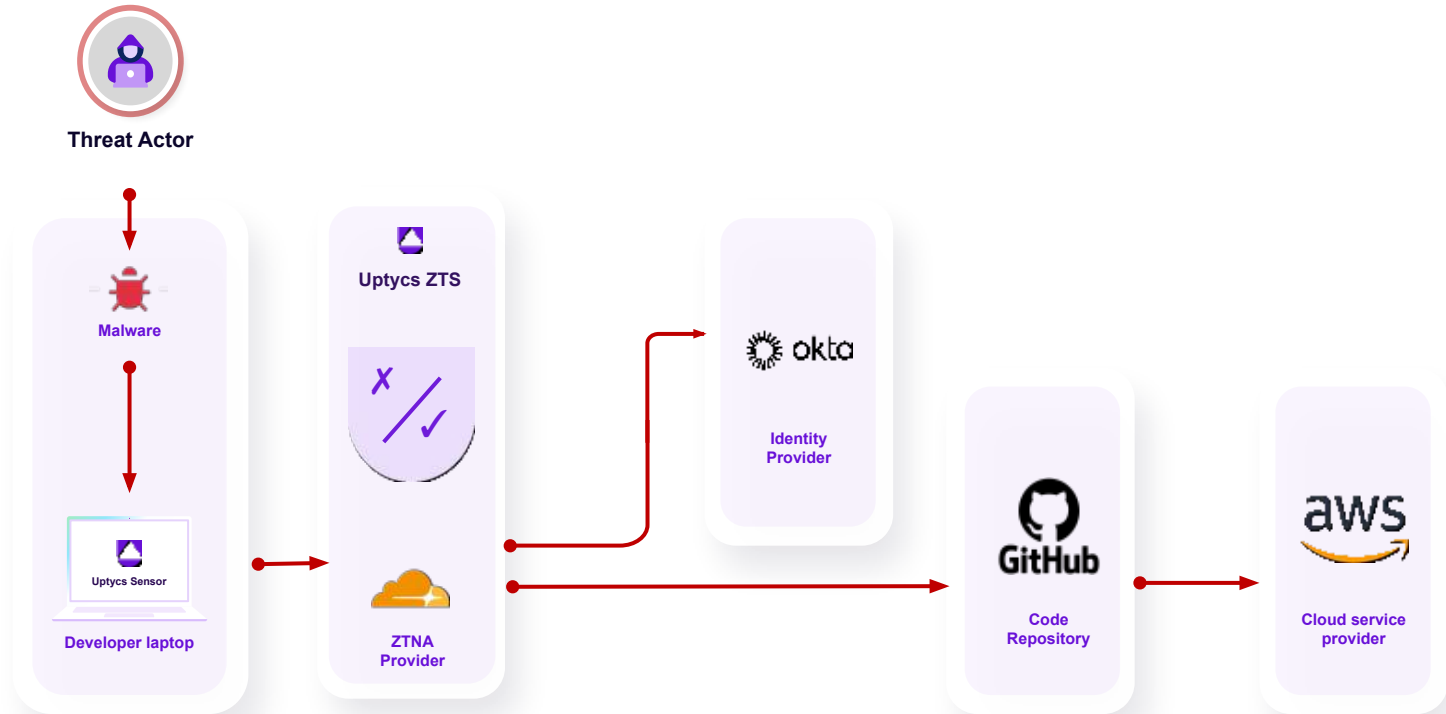 Threat Actor
Malware
Uptycs Sensor
Developer laptop
Uptycs ZTS
✗/✓
ZTNA
Provider
okta
Identity
Provider
GitHub
Code
Repository
aws
Cloud service
provider